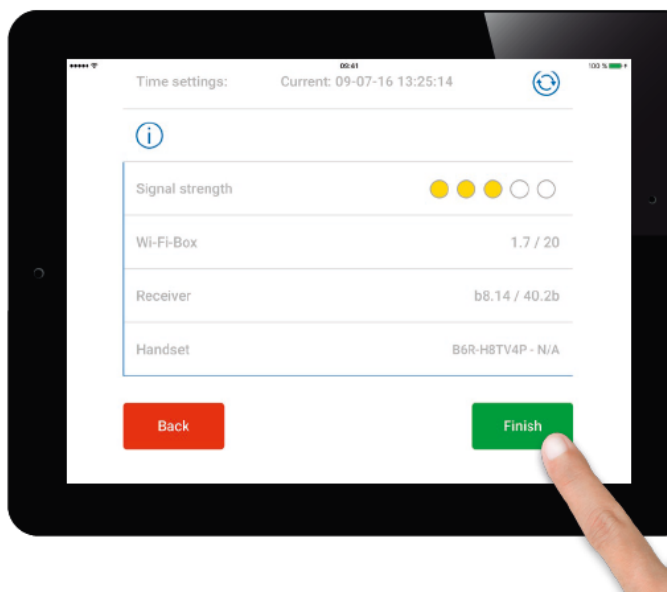 09:41
100 %
Time settings: Current: 09-07-16 13:25:14
i
Signal strength
Wi-Fi-Box 1.7 / 20
Receiver b8.14 / 40.2b
Handset B6R-H8TV4P - N/A
Back Finish